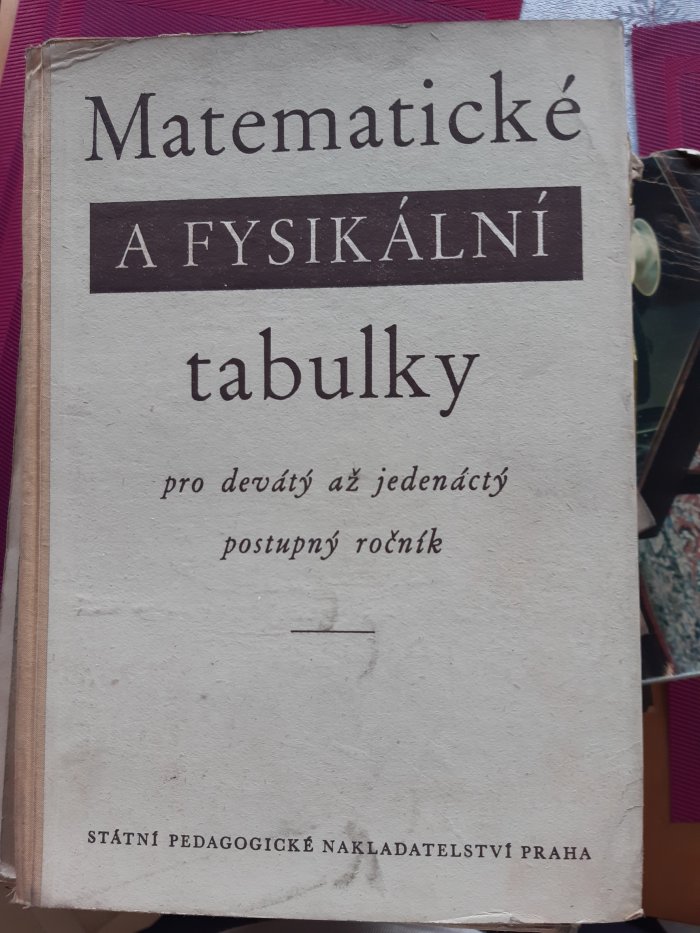 Matematické
A FYSIKÁLNÍ
tabulky
pro devátý až jedenáctý
postupný ročník
STÁTNÍ PEDAGOGICKÉ NAKLADATELSTVÍ PRAHA